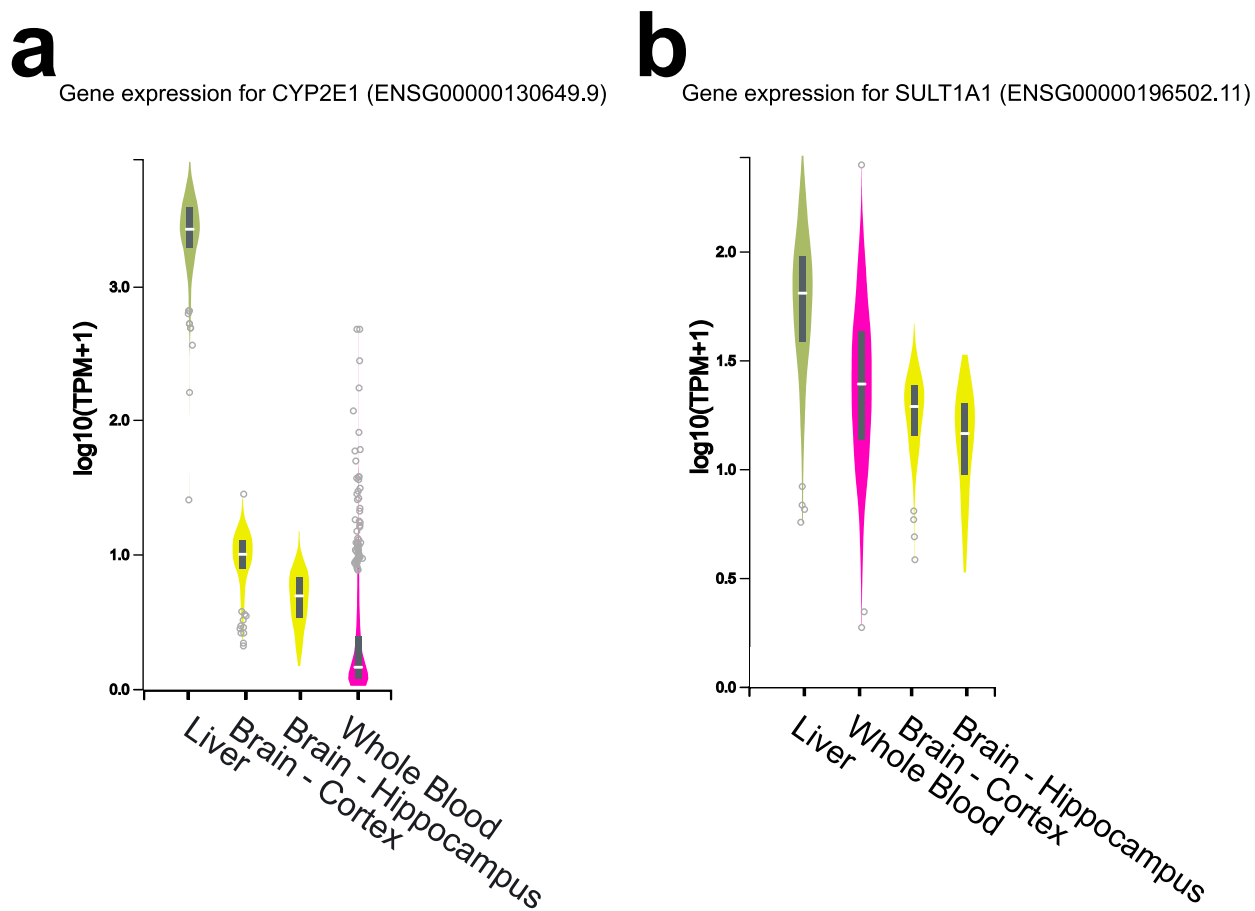 a
Gene expression for CYP2E1 (ENSG00000130649.9)
log10(TPM+1)
3.0
2.0
1.0
0.0
Liver
Brain - Cortex
Brain - Hippocampus
Whole Blood
b
Gene expression for SULT1A1 (ENSG00000196502.11)
log10(TPM+1)
2.0
1.5
1.0
0.5
0.0
Liver
Whole Blood
Brain - Cortex
Brain - Hippocampus